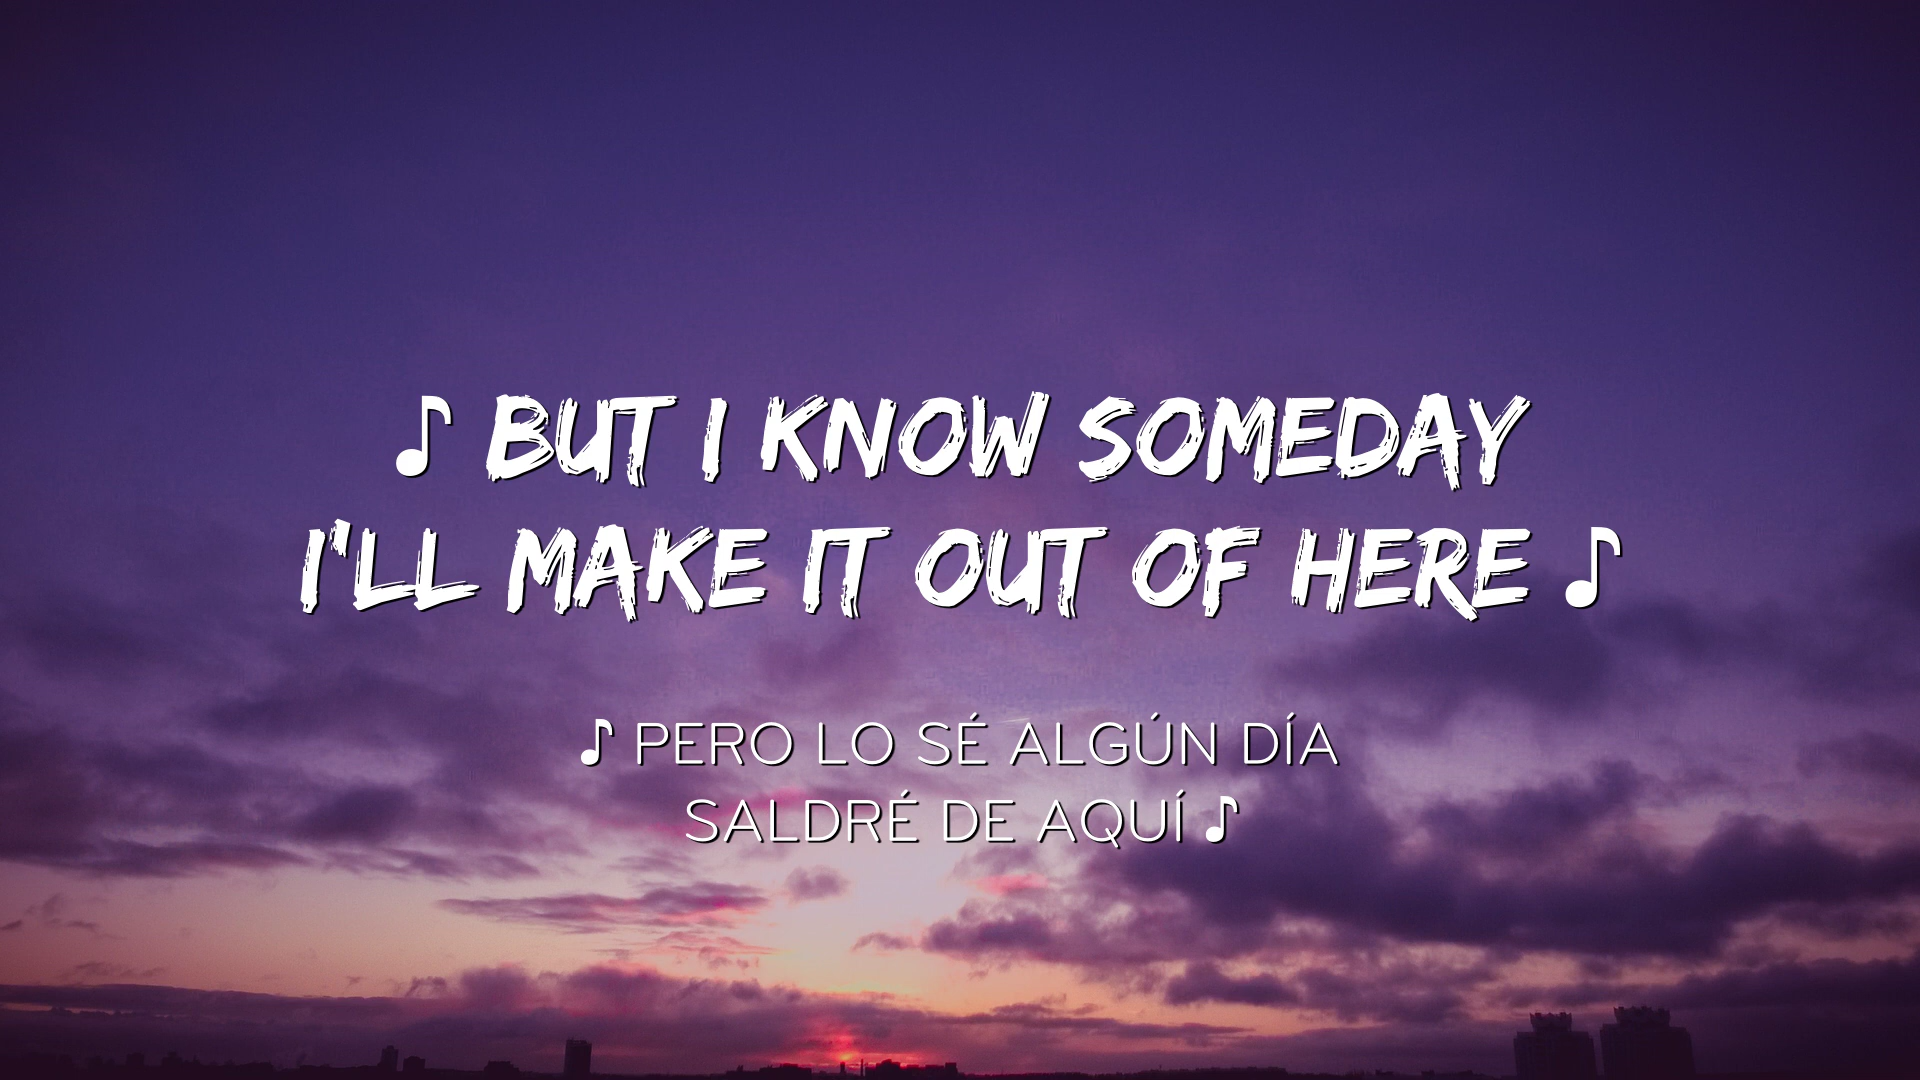 ♪ BUT I KNOW SOMEDAY
I'LL MAKE IT OUT OF HERE ♪
♪ PERO LO SÉ ALGÚN DÍA
SALDRÉ DE AQUÍ ♪